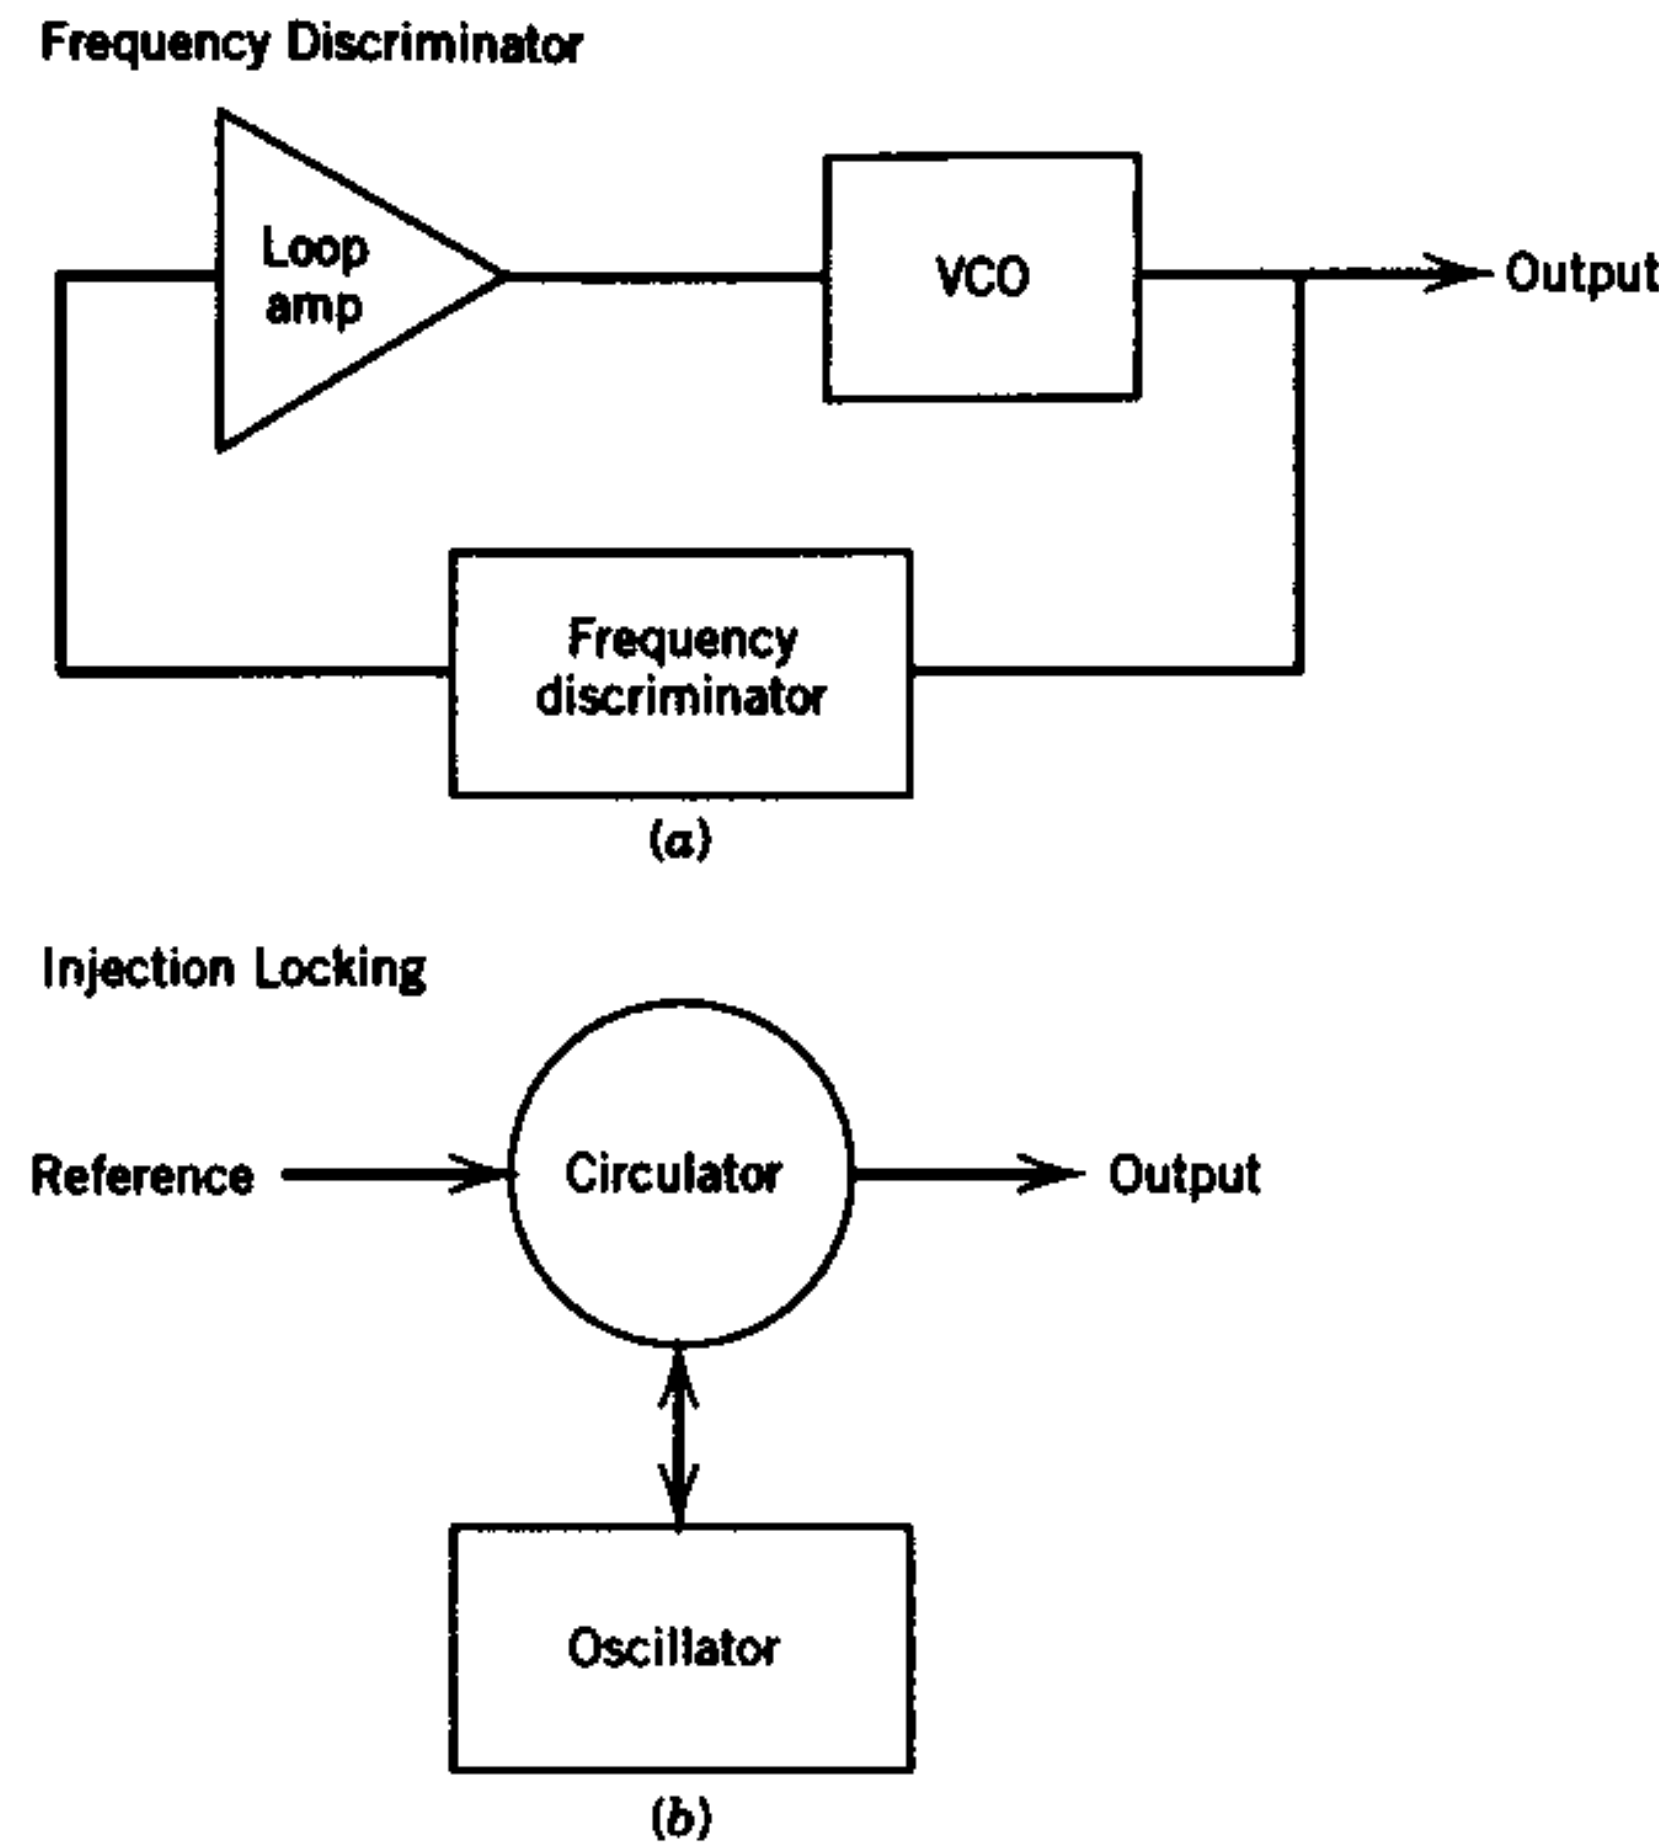 Frequency Discriminator
Loop
amp
VCO
Output
Frequency
discriminator
(a)
Injection Locking
Reference
Circulator
Output
Oscillator
(b)